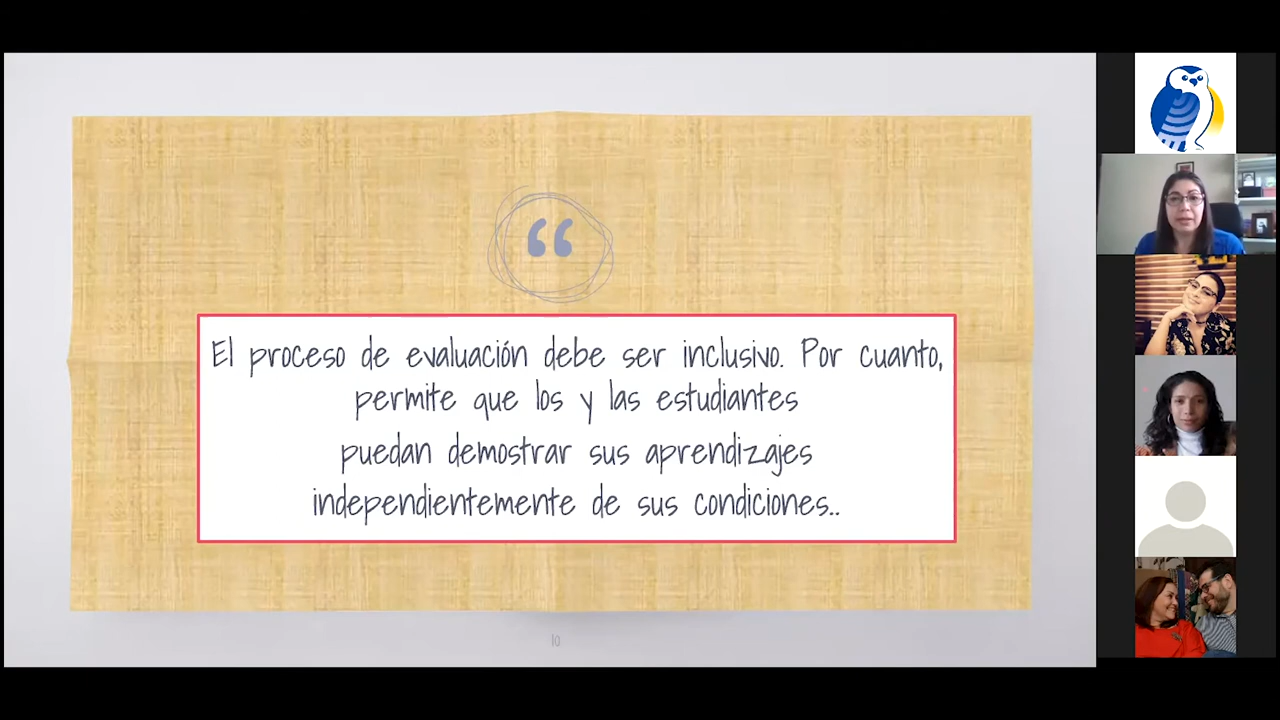 “
El proceso de evaluación debe ser inclusivo. Por cuanto,
permite que los y las estudiantes
puedan demostrar sus aprendizajes
independientemente de sus condiciones..
10